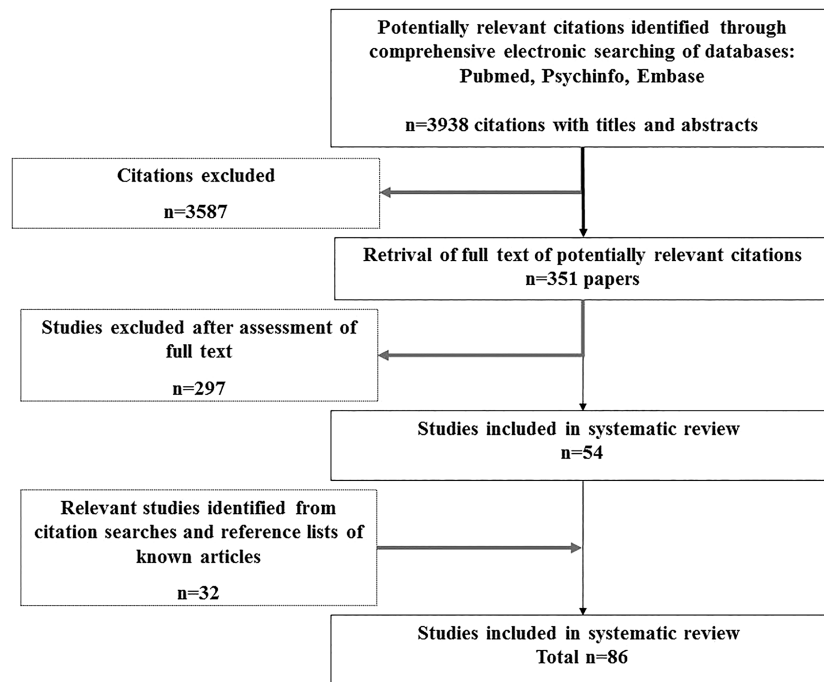 Potentially relevant citations identified through
comprehensive electronic searching of databases:
Pubmed, Psychinfo, Embase
n=3938 citations with titles and abstracts
Citations excluded
n=3587
Retrival of full text of potentially relevant citations
n=351 papers
Studies excluded after assessment of
full text
n=297
Studies included in systematic review
n=54
Relevant studies identified from
citation searches and reference lists of
known articles
n=32
Studies included in systematic review
Total n=86